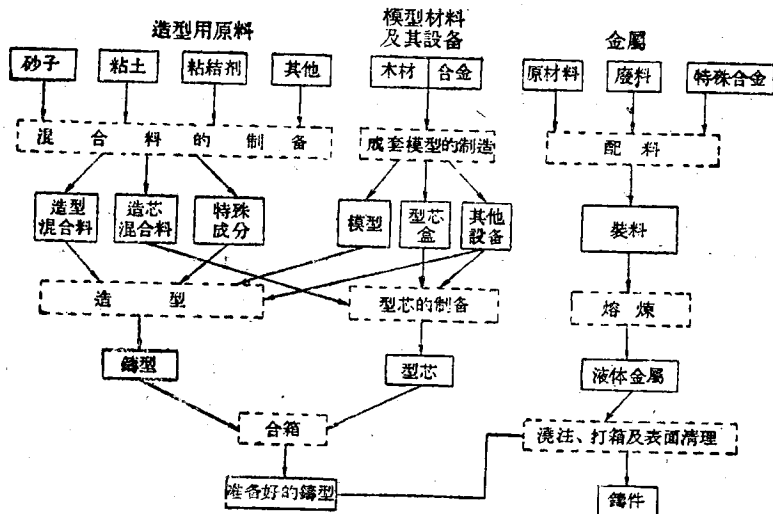 造型用原料
模型材料
及其設备
金屬
砂子
粘土
粘結剂
其他
木材
合金
原材料
廢料
特殊合金
混合料的制备
成套模型的制造
配料
造型
混合料
造芯
混合料
特殊
成分
模型
型芯
盒
其他
設备
裝料
造型
型芯的制备
熔煉
鑄型
型芯
液体金屬
合箱
澆注、打箱及表面清理
准备好的鑄型
鑄件